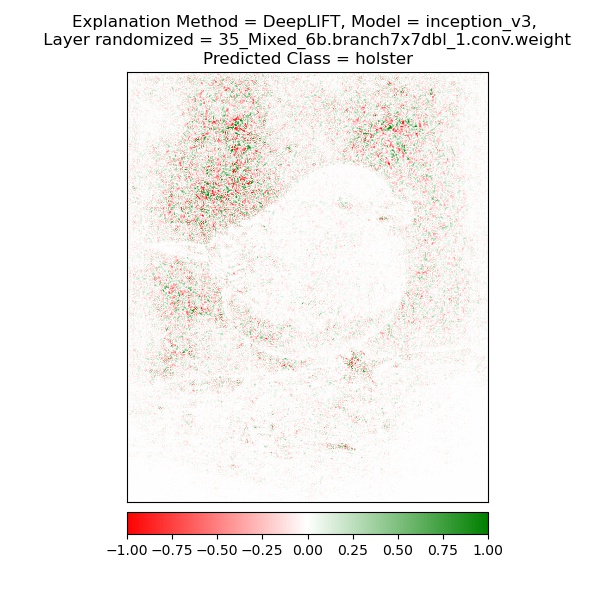 Explanation Method = DeepLIFT, Model = inception_v3,
Layer randomized = 35_Mixed_6b.branch7x7dbl_1.conv.weight
Predicted Class = holster
−1.00 −0.75 −0.50 −0.25 0.00 0.25 0.50 0.75 1.00